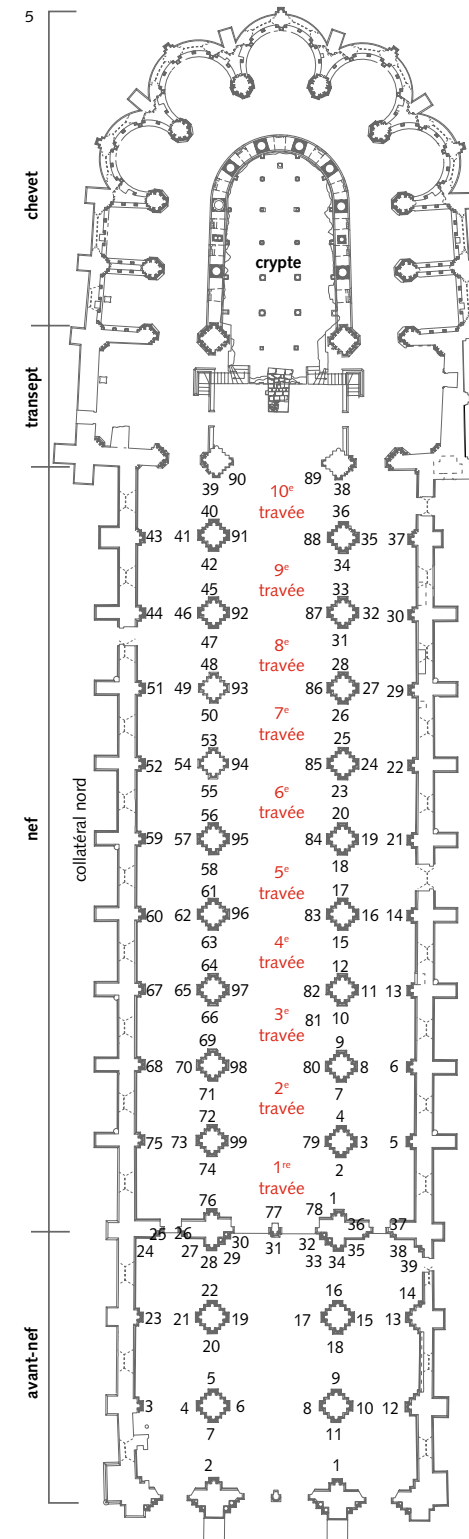 5
chevet
crypte
transept
90 89
39 10e 38
40 travée 36
43 41 91 88 35 37
42 9e 34
45 travée 33
44 46 92 87 32 30
47 8e 31
48 travée 28
51 49 93 86 27 29
50 7e 26
53 travée 25
52 54 94 85 24 22
55 6e 23
56 travée 20
59 57 95 84 19 21
nef
collatéral nord
58 5e 18
61 travée 17
60 62 96 83 16 14
63 4e 15
64 travée 12
67 65 97 82 11 13
66 3e 81 10
69 travée 9
68 70 98 80 8 6
71 2e 7
72 travée 4
75 73 99 79 3 5
74 1re 2
76 travée 1
77 78 36 37
25 26 30
24 27 28 29 31 32 33 34 35 38 39
22 16 14
23 21 19 17 15 13
20 18
avant-nef
5 9
3 4 6 8 10 12
7 11
2 1